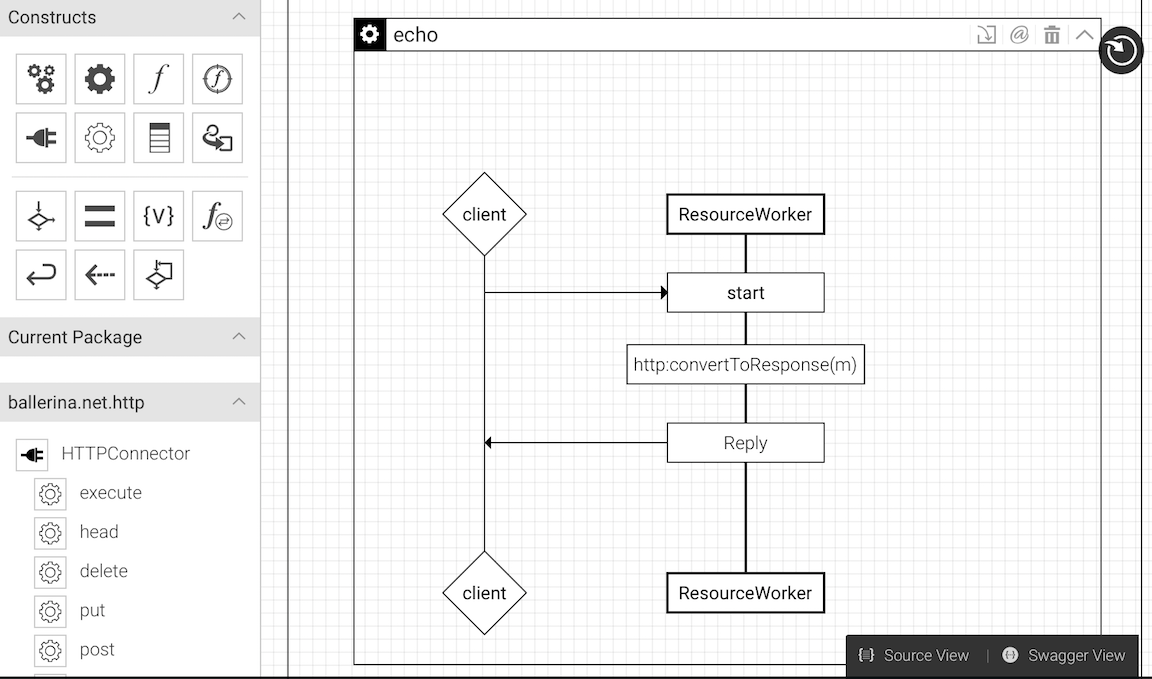 Constructs
echo
@
f
f
{V}
f
client
ResourceWorker
start
Current Package
http:convertToResponse(m)
ballerina.net.http
Reply
HTTPConnector
execute
head
delete
client
ResourceWorker
put
post
Source View
Swagger View